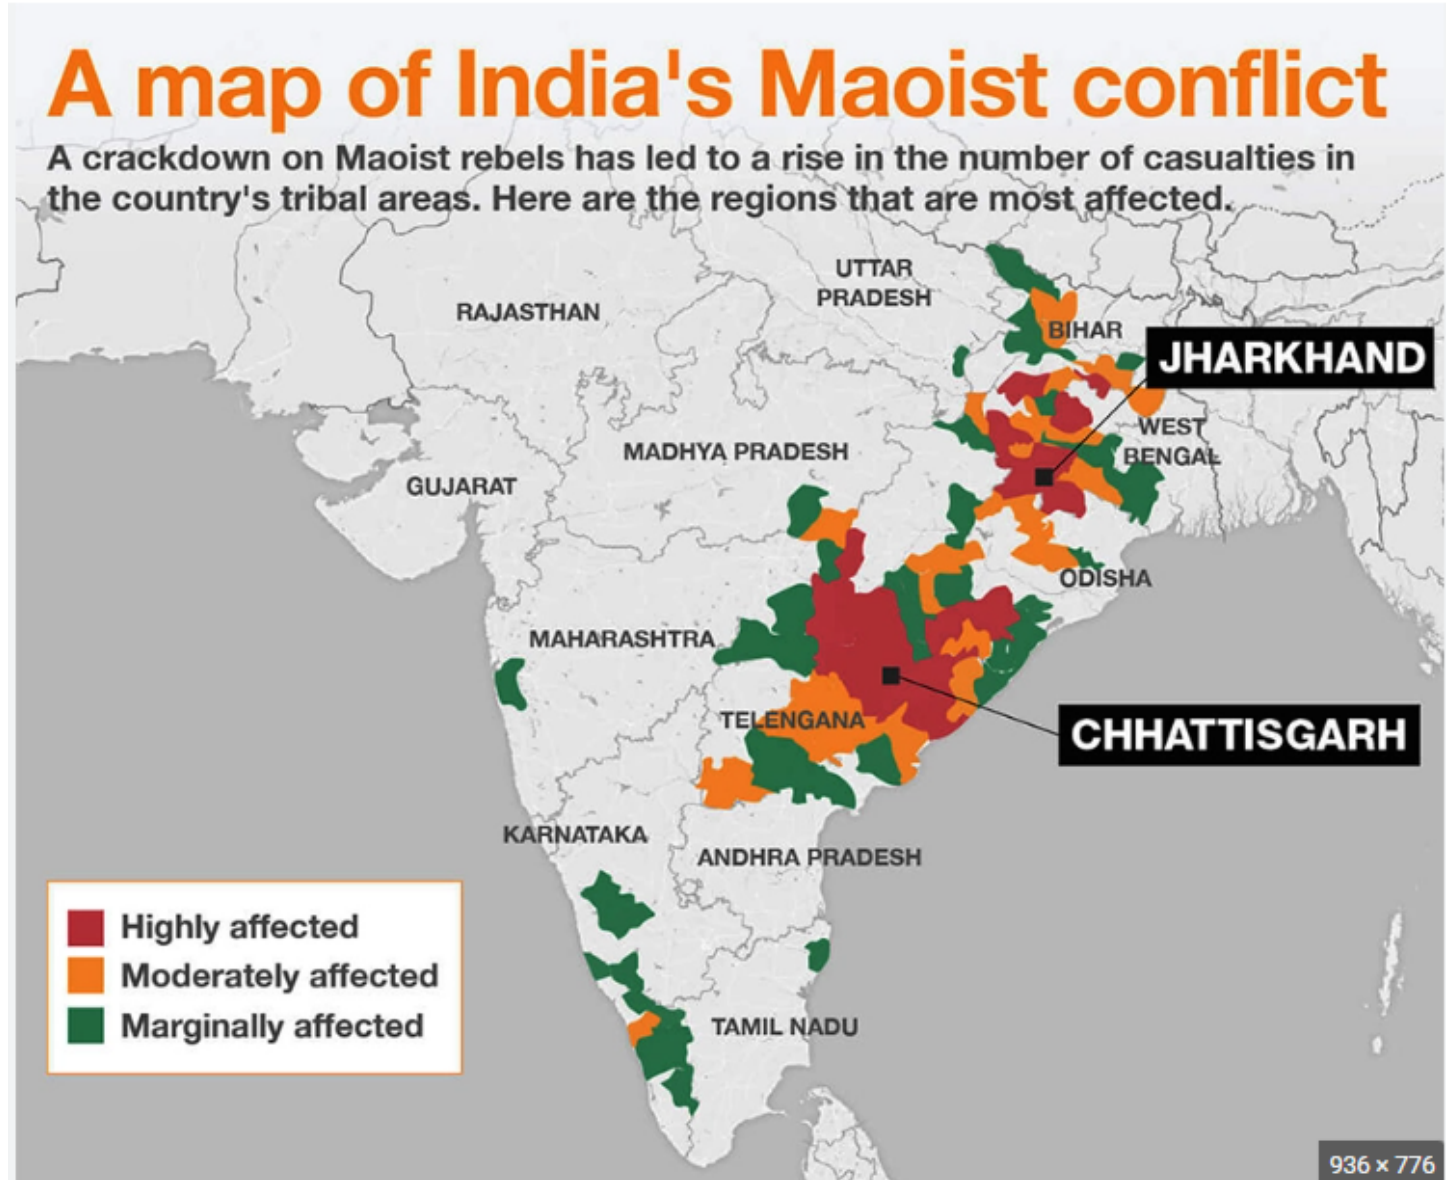 A map of India's Maoist conflict
A crackdown on Maoist rebels has led to a rise in the number of casualties in
the country's tribal areas. Here are the regions that are most affected.
UTTAR
PRADESH
RAJASTHAN
BIHAR
JHARKHAND
WEST
BENGAL
MADHYA PRADESH
GUJARAT
ODISHA
MAHARASHTRA
TELENGANA
CHHATTISGARH
KARNATAKA
ANDHRA PRADESH
Highly affected
Moderately affected
Marginally affected
TAMIL NADU
936 × 776